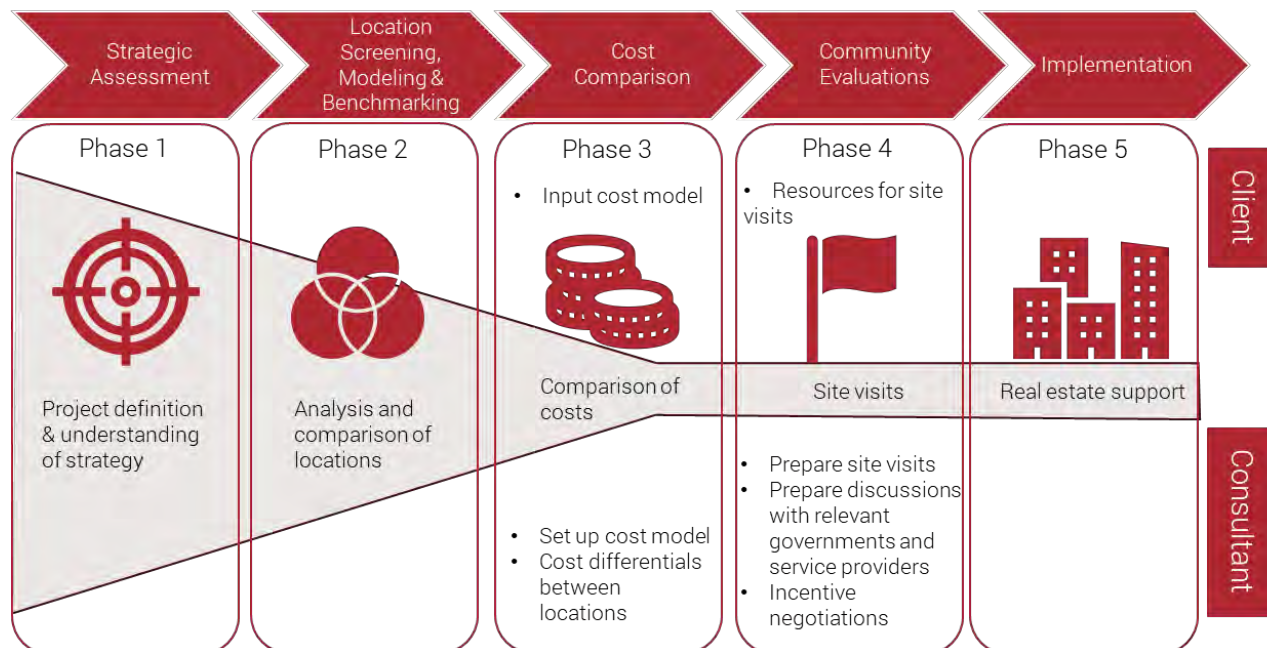 Strategic
Assessment
Location
Screening,
Modeling &
Benchmarking
Cost
Comparison
Community
Evaluations
Implementation
Phase 1
Project definition
& understanding
of strategy
Phase 2
Analysis and
comparison of
locations
Phase 3
• Input cost model
Comparison of
costs
• Set up cost model
• Cost differentials
between
locations
Phase 4
• Resources for site
visits
Site visits
• Prepare site visits
• Prepare discussions
with relevant
governments and
service providers
• Incentive
negotiations
Phase 5
Real estate support
Client
Consultant